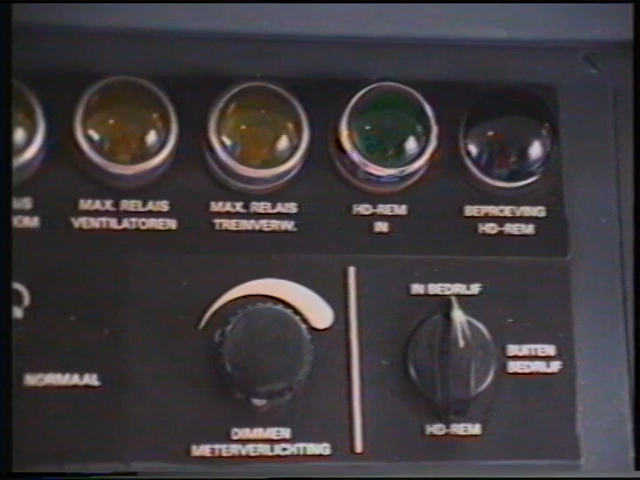 MAX. RELAIS
VENTILATOREN
MAX. RELAIS
TREINVERW.
HD-REM
IN
BEPROEVING
HD-REM
NORMAAL
DIMMEN
METERVERLICHTING
IN BEDRIJF
BUITEN
BEDRIJF
HD-REM